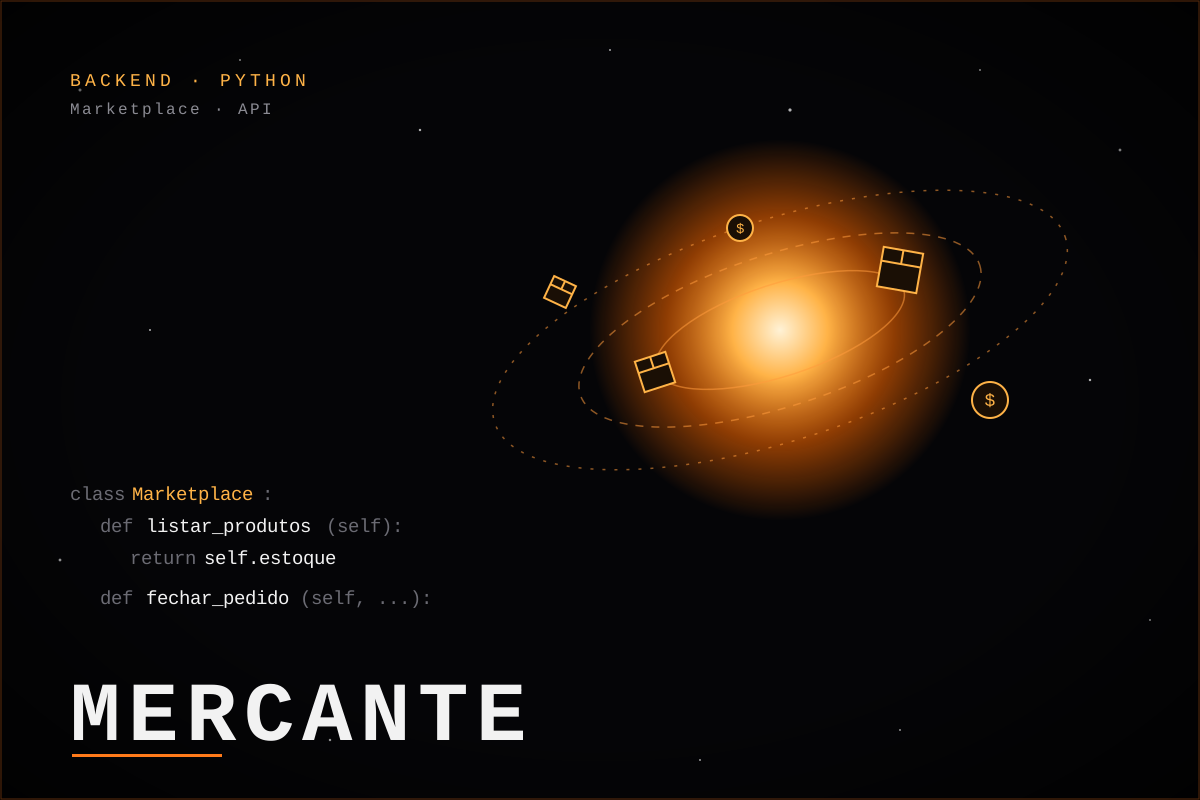 BACKEND · PYTHON
Marketplace · API
$
$
class Marketplace :
def listar_produtos (self):
return self.estoque
def fechar_pedido (self, ...):
MERCANTE